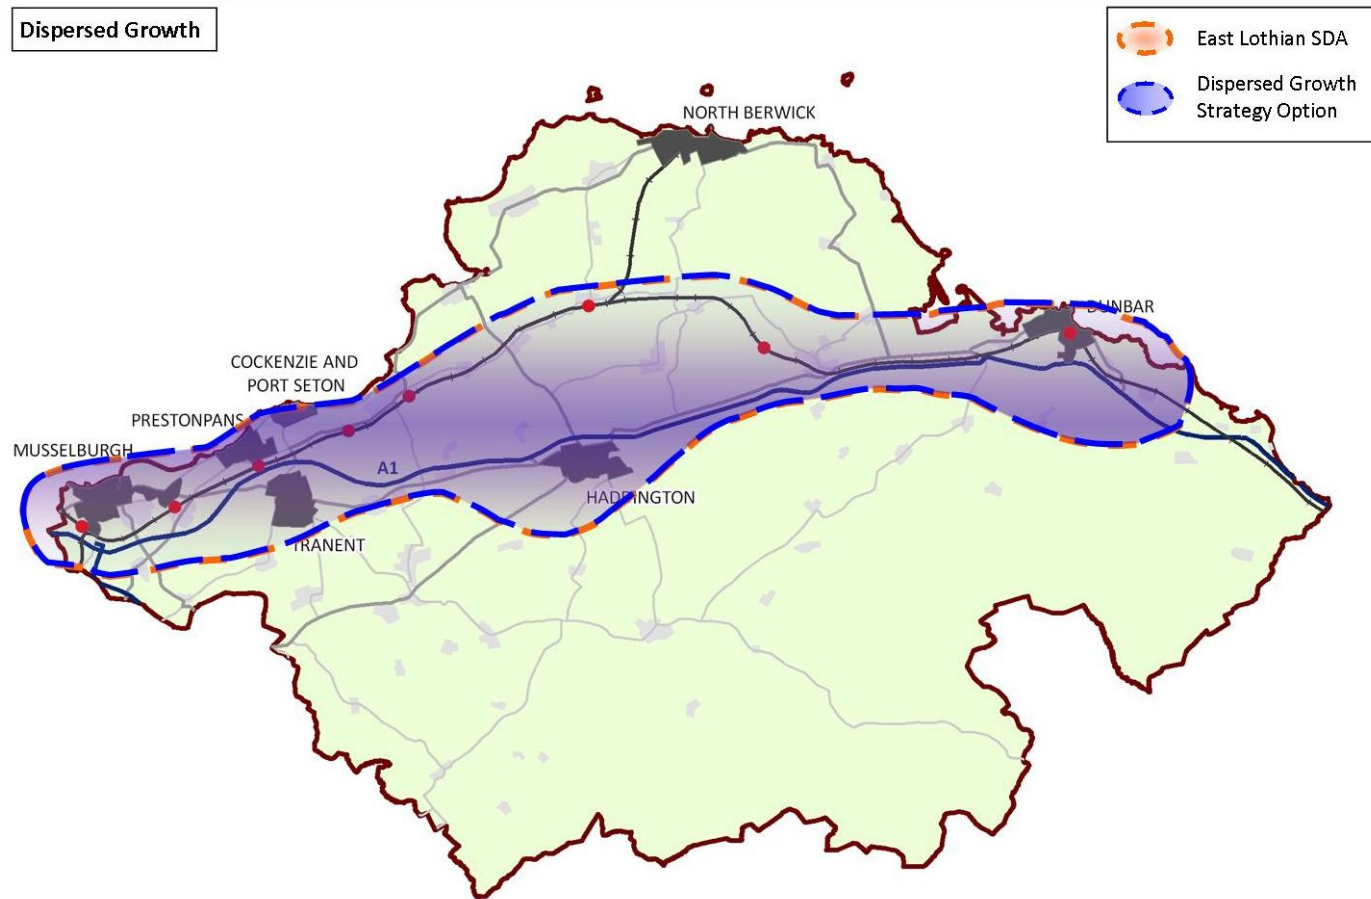 Dispersed Growth
East Lothian SDA
Dispersed Growth
Strategy Option
NORTH BERWICK
DUNBAR
COCKENZIE AND
PORT SETON
PRESTONPANS
MUSSELBURGH
A1
HADDINGTON
TRANENT